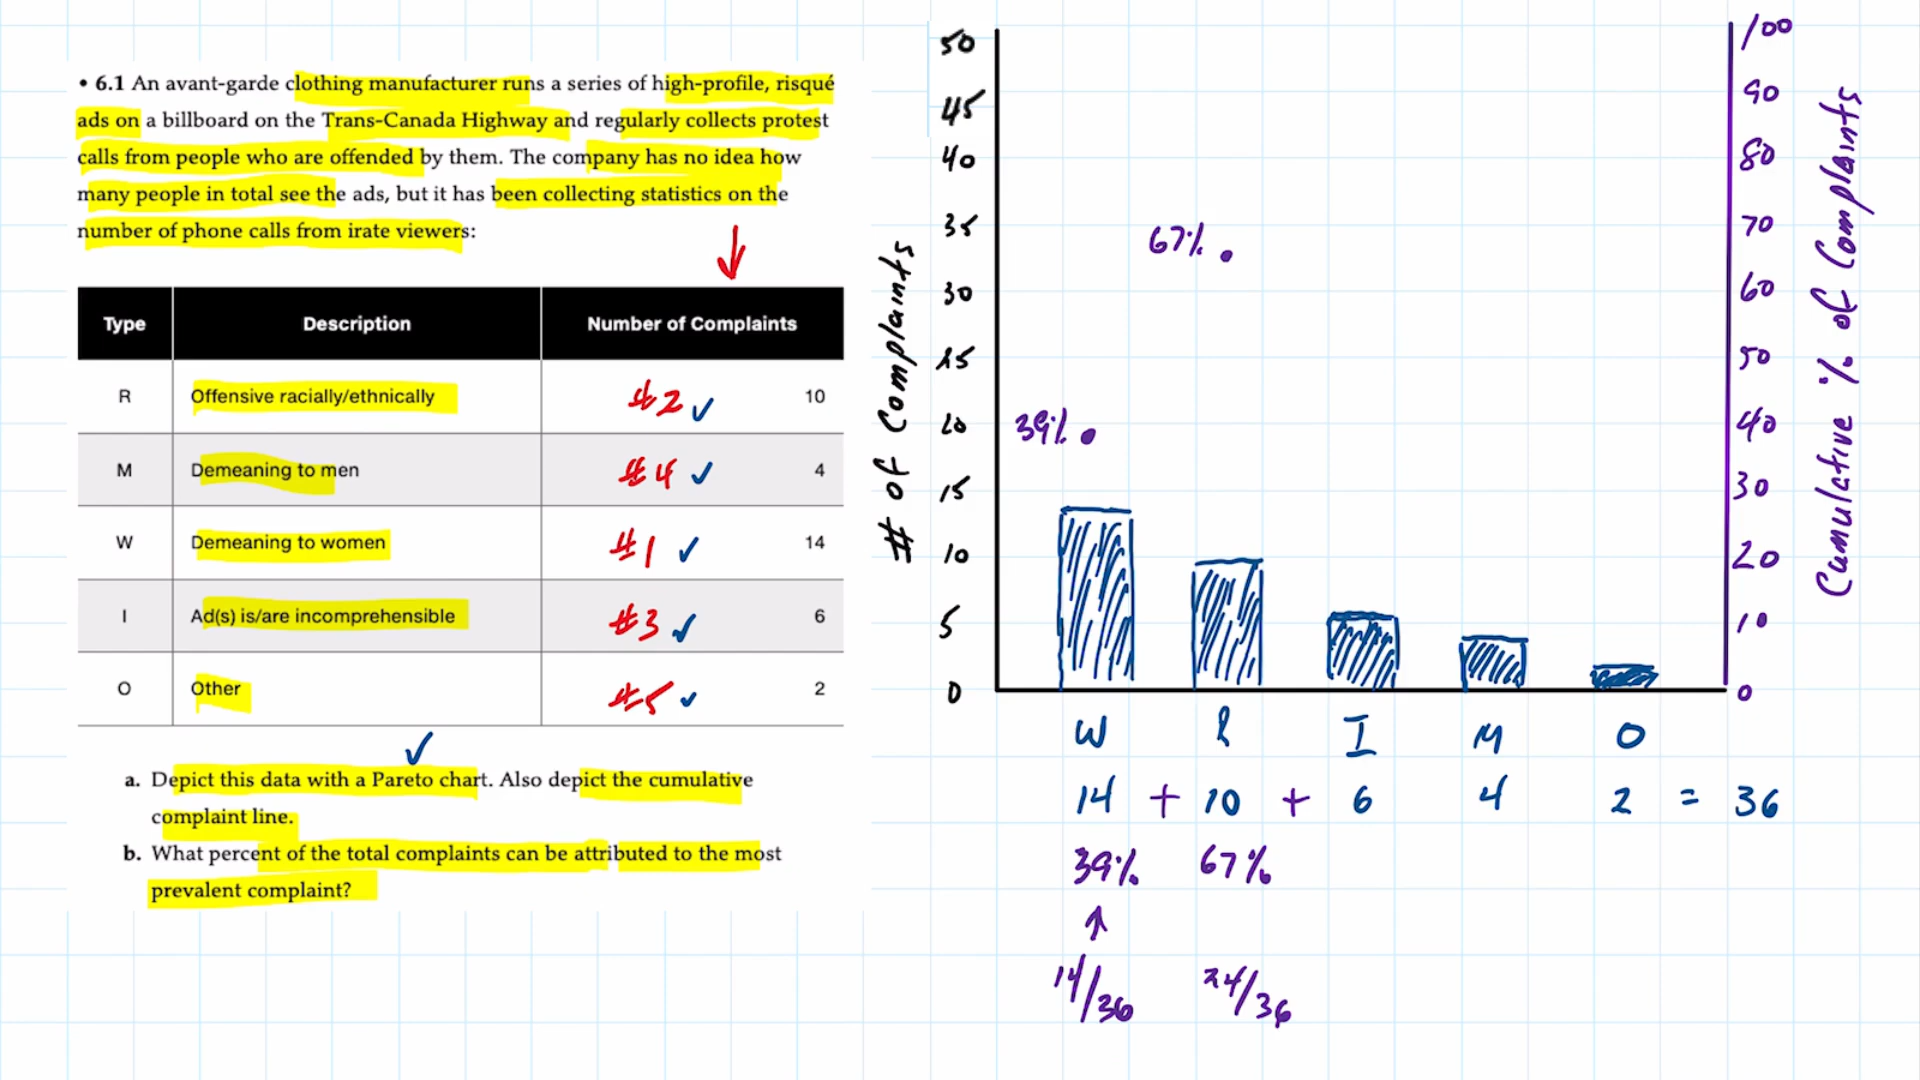 • 6.1 An avant-garde clothing manufacturer runs a series of high-profile, risqué
ads on a billboard on the Trans-Canada Highway and regularly collects protest
calls from people who are offended by them. The company has no idea how
many people in total see the ads, but it has been collecting statistics on the
number of phone calls from irate viewers:
Type Description Number of Complaints
R Offensive racially/ethnically #2 ✓ 10
M Demeaning to men #4 ✓ 4
W Demeaning to women #1 ✓ 14
I Ad(s) is/are incomprehensible #3 ✓ 6
O Other #5 ✓ 2
✓
a. Depict this data with a Pareto chart. Also depict the cumulative
complaint line.
b. What percent of the total complaints can be attributed to the most
prevalent complaint?
# of Complaints
50
45
40
35
30
25
20
15
10
5
0
67%
39%
100
90
80
70
60
50
40
30
20
10
0
Cumulative % of Complaints
W R I M O
14 + 10 + 6 4 2 = 36
39% 67%
14/36 24/36